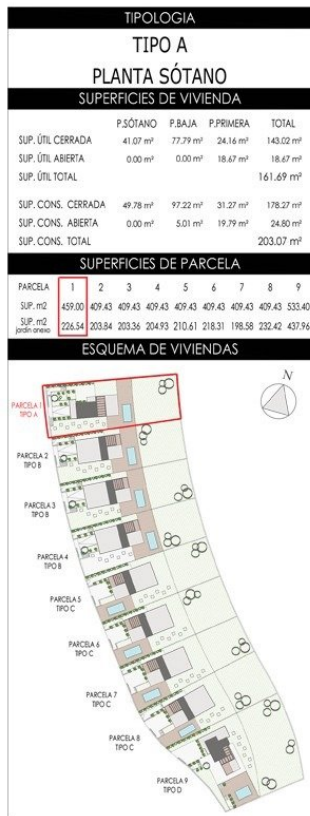 TIPOLOGIA
TIPO A
PLANTA SÓTANO
SUPERFICIES DE VIVIENDA
P.SÓTANO P.BAJA P.PRIMERA TOTAL
SUP. ÚTIL CERRADA 41.07 m² 77.79 m² 24.16 m² 143.02 m²
SUP. ÚTIL ABIERTA 0.00 m² 0.00 m² 18.67 m² 18.67 m²
SUP. ÚTIL TOTAL 161.69 m²
SUP. CONS. CERRADA 49.78 m² 97.22 m² 31.27 m² 178.27 m²
SUP. CONS. ABIERTA 0.00 m² 5.01 m² 19.79 m² 24.80 m²
SUP. CONS. TOTAL 203.07 m²
SUPERFICIES DE PARCELA
PARCELA 1 2 3 4 5 6 7 8 9
SUP. m2 459.00 409.43 409.43 409.43 409.43 409.43 409.43 409.43 533.40
SUP. m2 jardin anexo 226.54 203.84 203.36 204.93 210.61 218.31 198.58 232.42 437.96
ESQUEMA DE VIVIENDAS
N
PARCELA 1
TIPO A
PARCELA 2
TIPO B
PARCELA 3
TIPO B
PARCELA 4
TIPO B
PARCELA 5
TIPO C
PARCELA 6
TIPO C
PARCELA 7
TIPO C
PARCELA 8
TIPO C
PARCELA 9
TIPO D